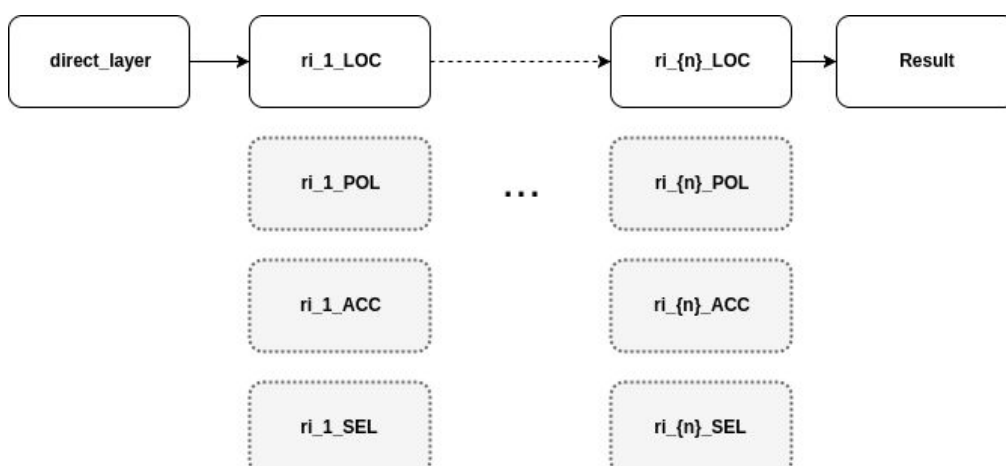 direct_layer
ri_1_LOC
ri_{n}_LOC
Result
ri_1_POL
...
ri_{n}_POL
ri_1_ACC
ri_{n}_ACC
ri_1_SEL
ri_{n}_SEL